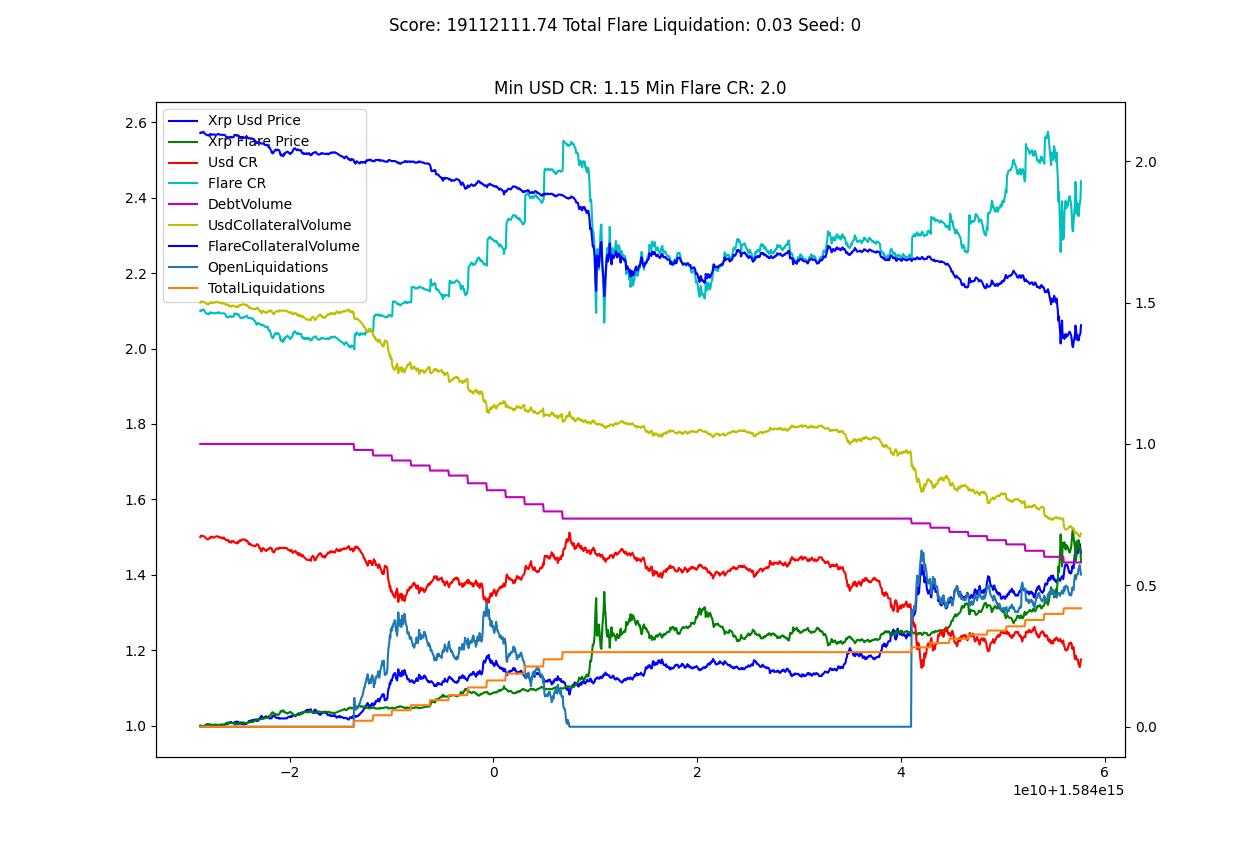 Score: 19112111.74 Total Flare Liquidation: 0.03 Seed: 0
Min USD CR: 1.15 Min Flare CR: 2.0
Xrp Usd Price
Xrp Flare Price
Usd CR
Flare CR
DebtVolume
UsdCollateralVolume
FlareCollateralVolume
OpenLiquidations
TotalLiquidations
2.6
2.4
2.2
2.0
1.8
1.6
1.4
1.2
1.0
2.0
1.5
1.0
0.5
0.0
−2 0 2 4 6
1e10+1.584e15